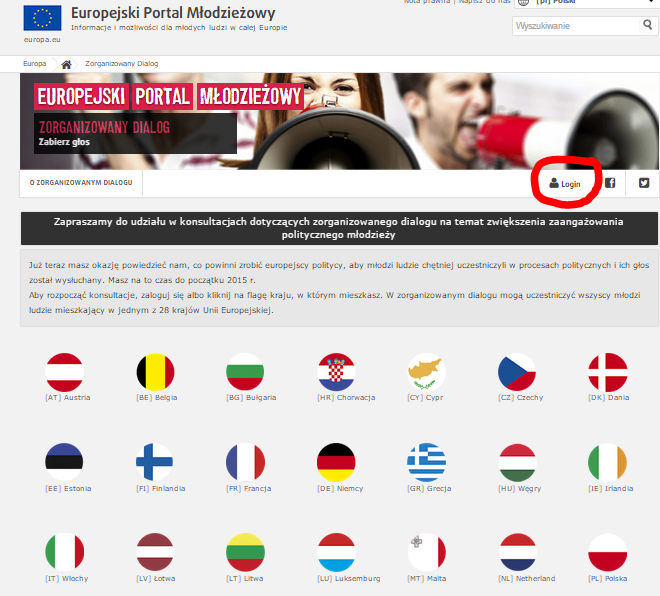 Europejski Portal Młodzieżowy
Informacje i możliwości dla młodych ludzi w całej Europie
europa.eu
Nota prawna | Napisz do nas [pl] Polski
Wyszukiwanie
Europa Zorganizowany Dialog
EUROPEJSKI PORTAL MŁODZIEŻOWY
ZORGANIZOWANY DIALOG
Zabierz głos
O ZORGANIZOWANYM DIALOGU
Login
Zapraszamy do udziału w konsultacjach dotyczących zorganizowanego dialogu na temat zwiększenia zaangażowania
politycznego młodzieży
Już teraz masz okazję powiedzieć nam, co powinni zrobić europejscy politycy, aby młodzi ludzie chętniej uczestniczyli w procesach politycznych i ich głos
został wysłuchany. Masz na to czas do początku 2015 r.
Aby rozpocząć konsultacje, zaloguj się albo kliknij na flagę kraju, w którym mieszkasz. W zorganizowanym dialogu mogą uczestniczyć wszyscy młodzi
ludzie mieszkający w jednym z 28 krajów Unii Europejskiej.
[AT] Austria [BE] Belgia [BG] Bułgaria [HR] Chorwacja [CY] Cypr [CZ] Czechy [DK] Dania
[EE] Estonia [FI] Finlandia [FR] Francja [DE] Niemcy [GR] Grecja [HU] Węgry [IE] Irlandia
[IT] Włochy [LV] Łotwa [LT] Litwa [LU] Luksemburg [MT] Malta [NL] Netherland [PL] Polska